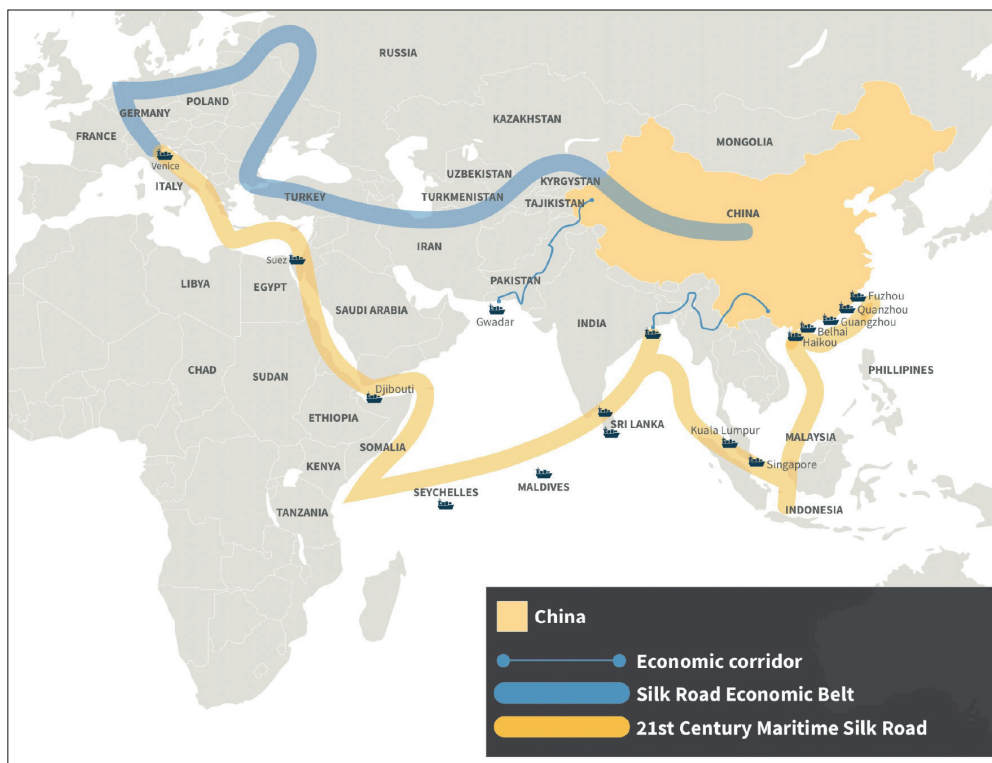 RUSSIA
POLAND
GERMANY
FRANCE
KAZAKHSTAN
MONGOLIA
Venice
ITALY
UZBEKISTAN
KYRGYSTAN
TURKEY
TURKMENISTAN
TAJIKISTAN
CHINA
IRAN
Suez
LIBYA
EGYPT
PAKISTAN
SAUDI ARABIA
Gwadar
INDIA
Fuzhou
Quanzhou
Guangzhou
Belhai
Haikou
CHAD
SUDAN
Djibouti
PHILLIPINES
ETHIOPIA
SOMALIA
SRI LANKA
Kuala Lumpur
MALAYSIA
KENYA
Singapore
SEYCHELLES
MALDIVES
TANZANIA
INDONESIA
China
Economic corridor
Silk Road Economic Belt
21st Century Maritime Silk Road